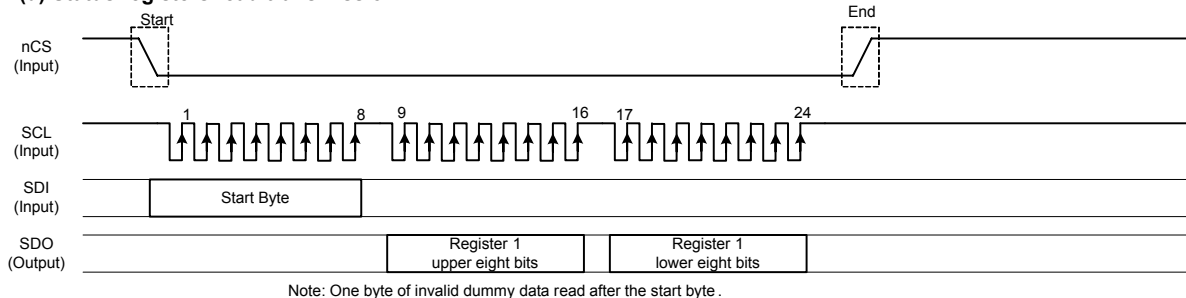 Start
End
nCS
(Input)
1
8
9
16
17
24
SCL
(Input)
SDI
(Input)
Start Byte
SDO
(Output)
Register 1
upper eight bits
Register 1
lower eight bits
Note: One byte of invalid dummy data read after the start byte .